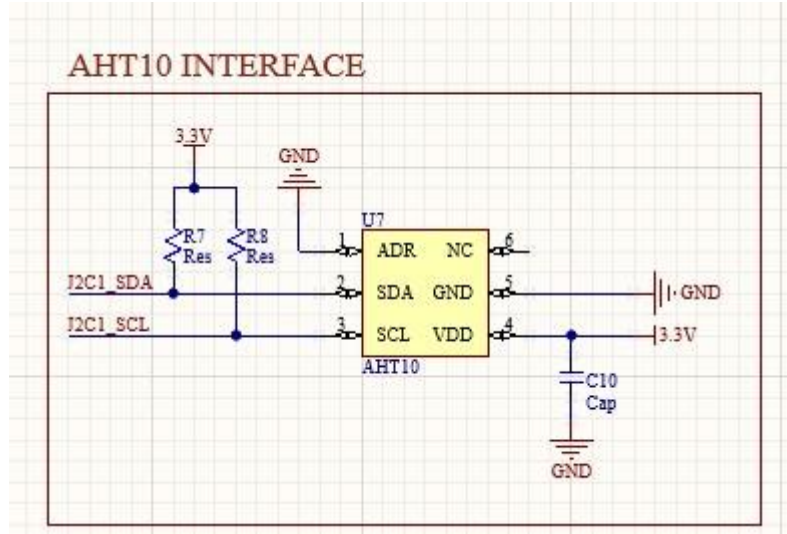 AHT10 INTERFACE
3.3V
GND
U7
R7
Res
R8
Res
1
ADR
NC
6
I2C1_SDA
2
SDA
GND
5
GND
I2C1_SCL
3
SCL
VDD
4
3.3V
AHT10
C10
Cap
GND